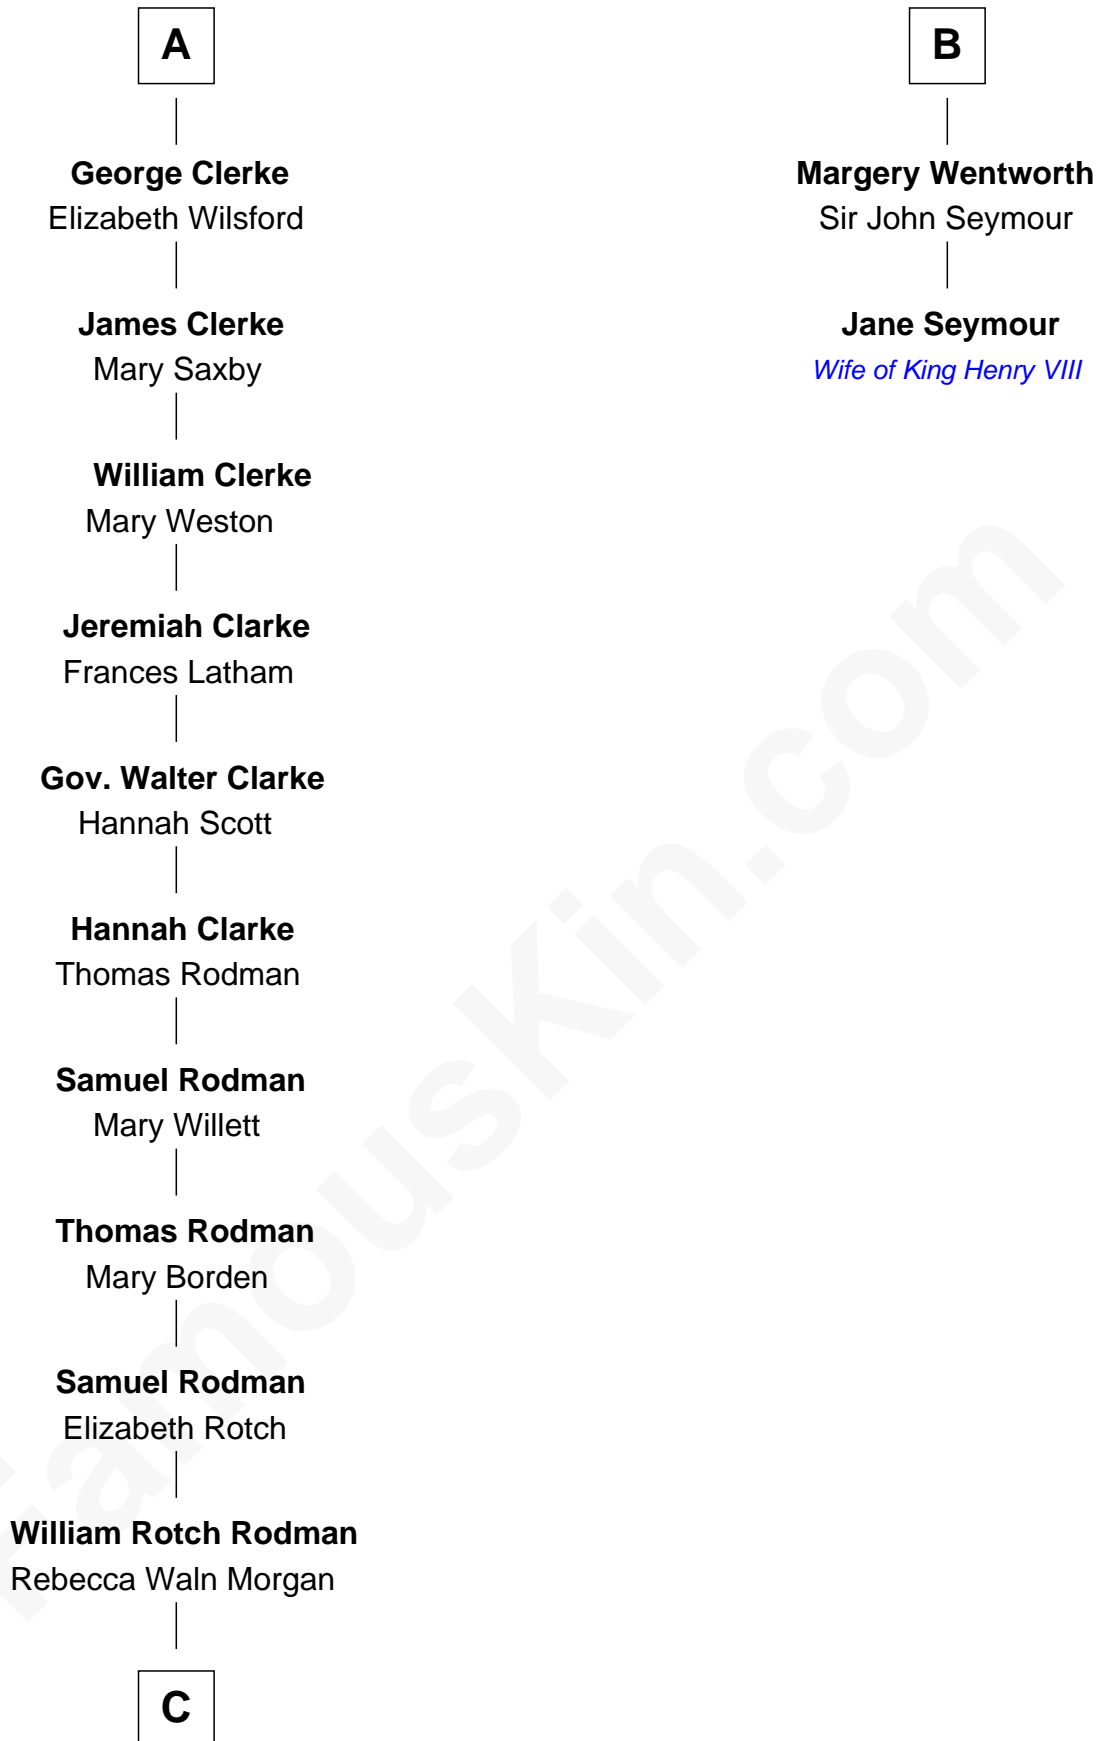 A
George Clerke
Elizabeth Wilsford
James Clerke
Mary Saxby
William Clerke
Mary Weston
Jeremiah Clarke
Frances Latham
Gov. Walter Clarke
Hannah Scott
Hannah Clarke
Thomas Rodman
Samuel Rodman
Mary Willett
Thomas Rodman
Mary Borden
Samuel Rodman
Elizabeth Rotch
William Rotch Rodman
Rebecca Waln Morgan
C
B
Margery Wentworth
Sir John Seymour
Jane Seymour
Wife of King Henry VIII
FamousKin.com